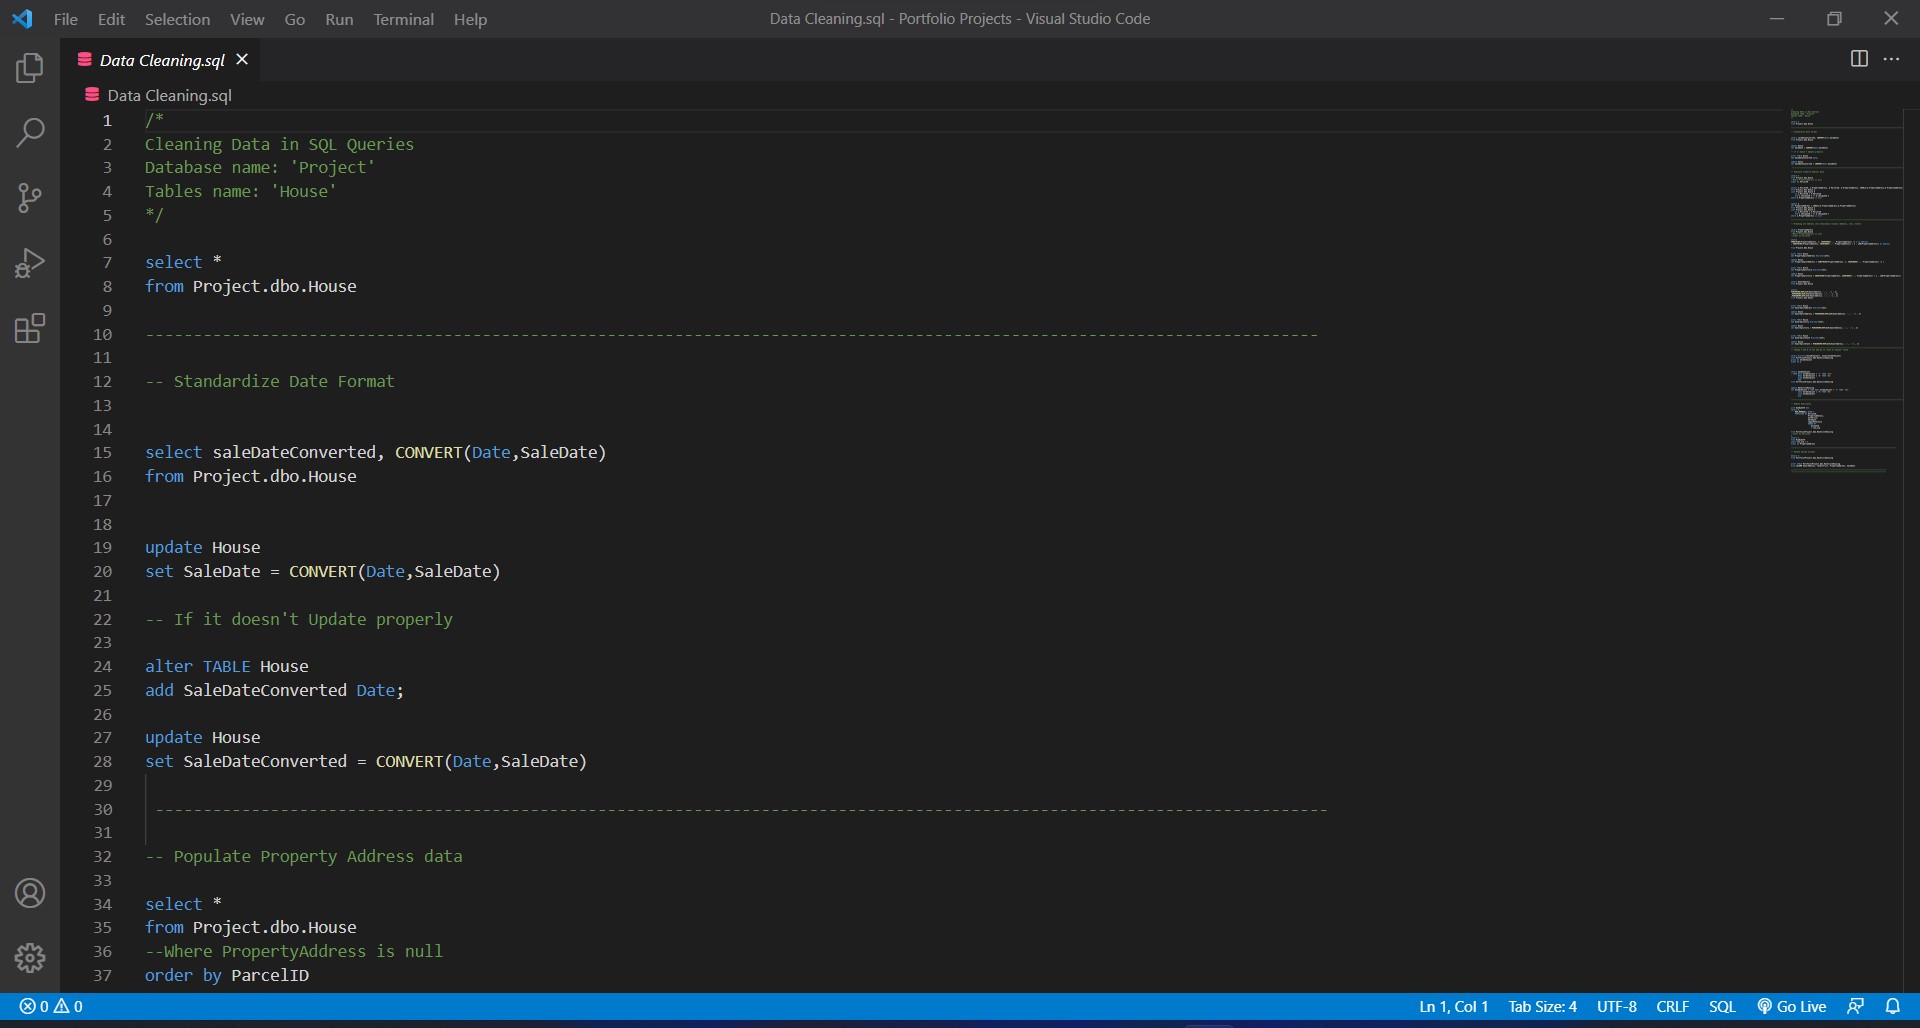 File Edit Selection View Go Run Terminal Help
Data Cleaning.sql - Portfolio Projects - Visual Studio Code
Data Cleaning.sql
Data Cleaning.sql
1 /*
2 Cleaning Data in SQL Queries
3 Database name: 'Project'
4 Tables name: 'House'
5 */
6
7 select *
8 from Project.dbo.House
9
10 --------------------------------------------------------------------------------------------------------------------------
11
12 -- Standardize Date Format
13
14
15 select saleDateConverted, CONVERT(Date,SaleDate)
16 from Project.dbo.House
17
18
19 update House
20 set SaleDate = CONVERT(Date,SaleDate)
21
22 -- If it doesn't Update properly
23
24 alter TABLE House
25 add SaleDateConverted Date;
26
27 update House
28 set SaleDateConverted = CONVERT(Date,SaleDate)
29
30 --------------------------------------------------------------------------------------------------------------------------
31
32 -- Populate Property Address data
33
34 select *
35 from Project.dbo.House
36 --Where PropertyAddress is null
37 order by ParcelID
0 0 Ln 1, Col 1 Tab Size: 4 UTF-8 CRLF SQL Go Live